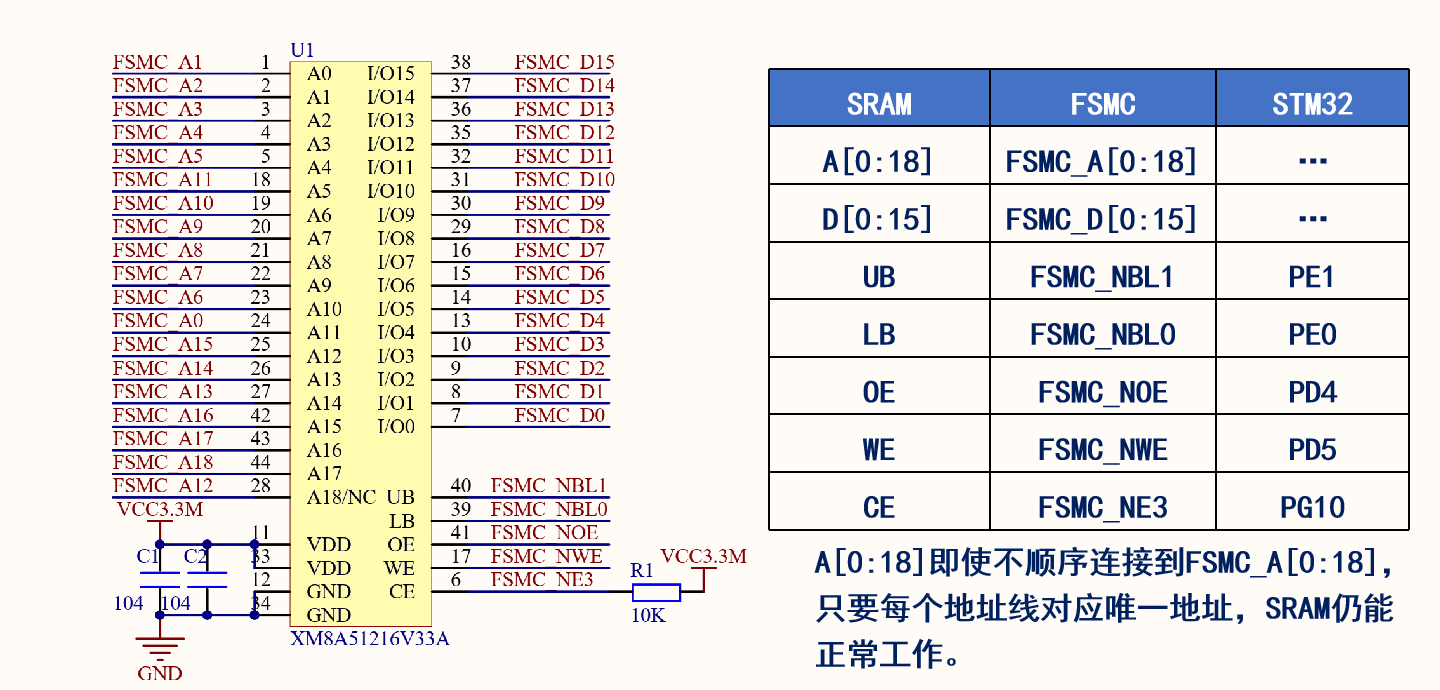 U1
FSMC_A1 1 A0 I/O15 38 FSMC_D15
FSMC_A2 2 A1 I/O14 37 FSMC_D14
FSMC_A3 3 A2 I/O13 36 FSMC_D13
FSMC_A4 4 A3 I/O12 35 FSMC_D12
FSMC_A5 5 A4 I/O11 32 FSMC_D11
FSMC_A11 18 A5 I/O10 31 FSMC_D10
FSMC_A10 19 A6 I/O9 30 FSMC_D9
FSMC_A9 20 A7 I/O8 29 FSMC_D8
FSMC_A8 21 A8 I/O7 16 FSMC_D7
FSMC_A7 22 A9 I/O6 15 FSMC_D6
FSMC_A6 23 A10 I/O5 14 FSMC_D5
FSMC_A0 24 A11 I/O4 13 FSMC_D4
FSMC_A15 25 A12 I/O3 10 FSMC_D3
FSMC_A14 26 A13 I/O2 9 FSMC_D2
FSMC_A13 27 A14 I/O1 8 FSMC_D1
FSMC_A16 42 A15 I/O0 7 FSMC_D0
FSMC_A17 43 A16
FSMC_A18 44 A17
FSMC_A12 28 A18/NC UB 40 FSMC_NBL1
VCC3.3M LB 39 FSMC_NBL0
11 VDD OE 41 FSMC_NOE
C1 C2 33 VDD WE 17 FSMC_NWE VCC3.3M
12 GND CE 6 FSMC_NE3 R1
104 104 34 GND 10K
XM8A51216V33A
GND
SRAM FSMC STM32
A[0:18] FSMC_A[0:18] …
D[0:15] FSMC_D[0:15] …
UB FSMC_NBL1 PE1
LB FSMC_NBL0 PE0
OE FSMC_NOE PD4
WE FSMC_NWE PD5
CE FSMC_NE3 PG10
A[0:18]即使不顺序连接到FSMC_A[0:18]，
只要每个地址线对应唯一地址，SRAM仍能
正常工作。